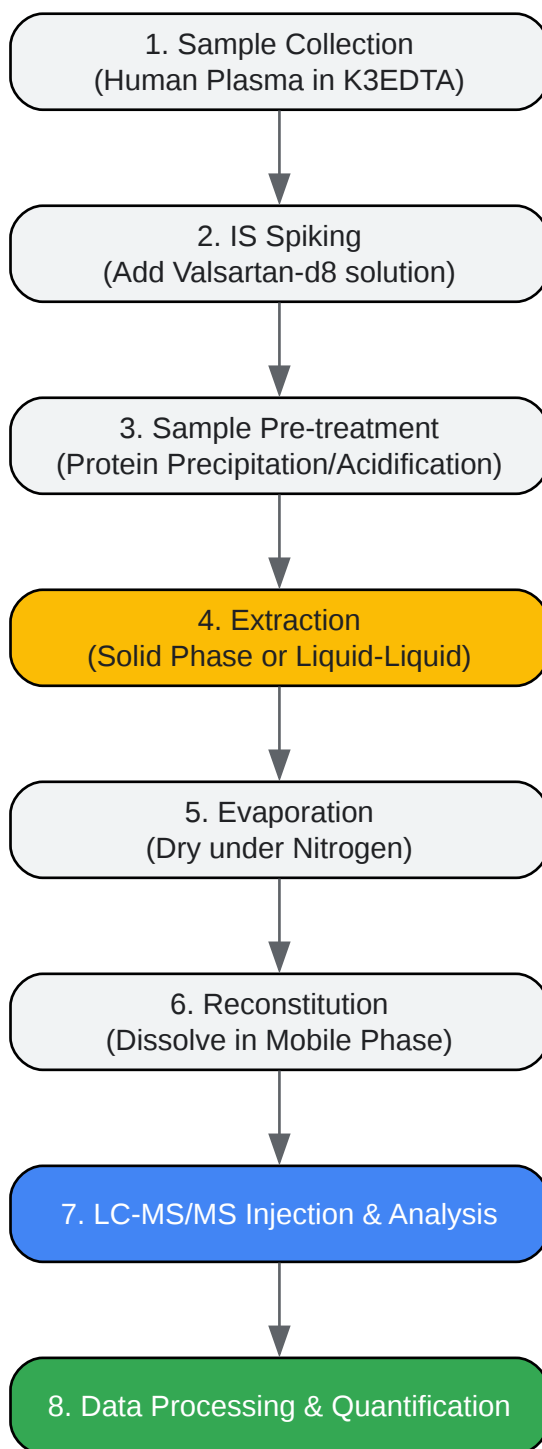 1. Sample Collection
(Human Plasma in K3EDTA)
2. IS Spiking
(Add Valsartan-d8 solution)
3. Sample Pre-treatment
(Protein Precipitation/Acidification)
4. Extraction
(Solid Phase or Liquid-Liquid)
5. Evaporation
(Dry under Nitrogen)
6. Reconstitution
(Dissolve in Mobile Phase)
7. LC-MS/MS Injection & Analysis
8. Data Processing & Quantification